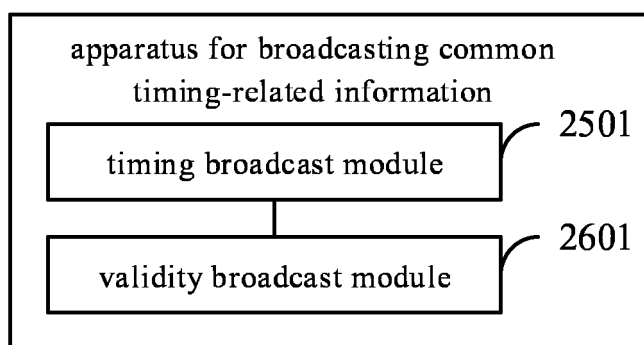 apparatus for broadcasting common
timing-related information
2501
timing broadcast module
2601
validity broadcast module